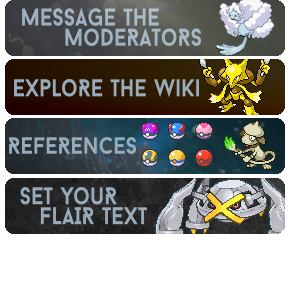 MESSAGE THE
MODERATORS
EXPLORE THE WIKI
REFERENCES
SET YOUR
FLAIR TEXT